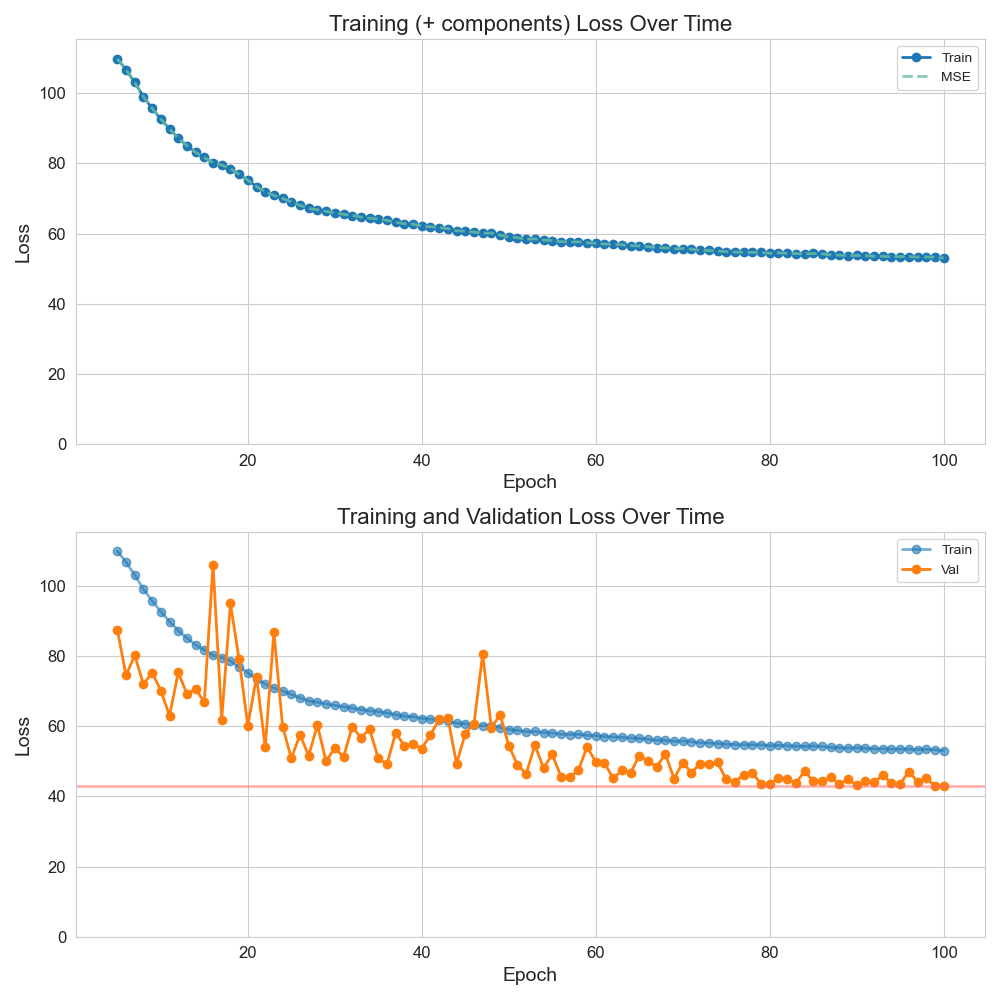 Training (+ components) Loss Over Time
Train
MSE
100
80
60
40
20
0
Loss
20 40 60 80 100
Epoch
Training and Validation Loss Over Time
Train
Val
100
80
60
40
20
0
Loss
20 40 60 80 100
Epoch